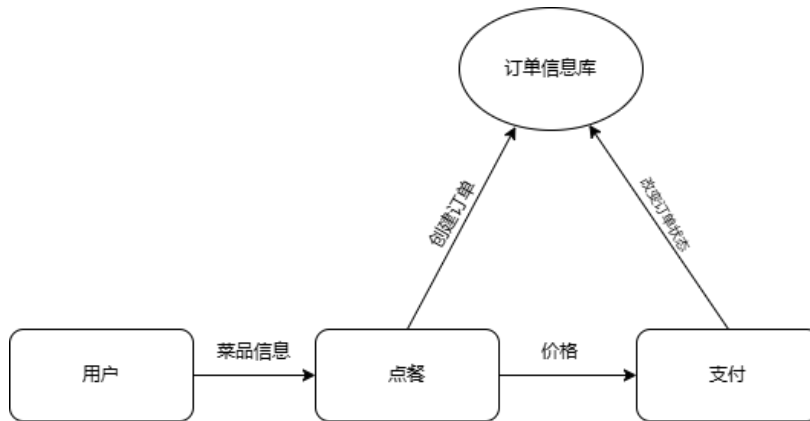 订单信息库
创建订单
改变订单状态
用户
菜品信息
点餐
价格
支付